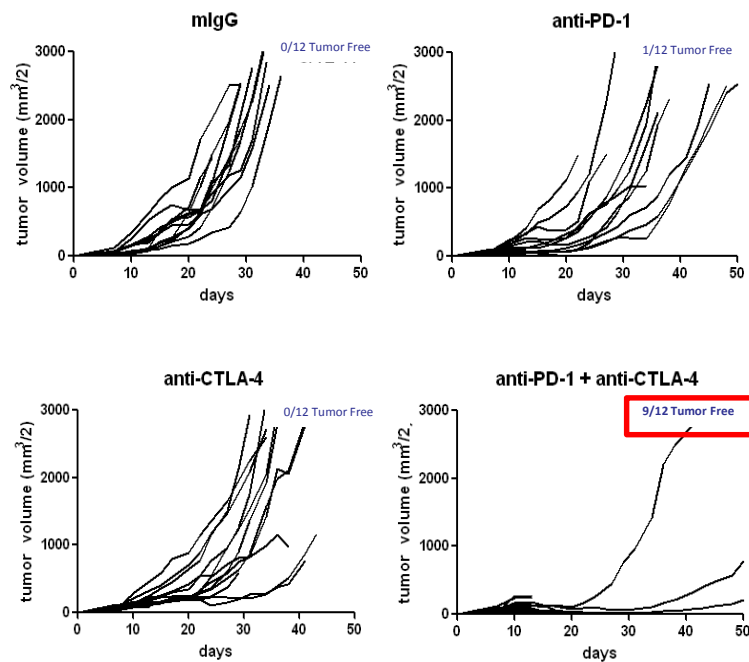 mIgG
0/12 Tumor Free
3000
2000
1000
0
tumor volume (mm³/2)
0 10 20 30 40 50
days
anti-PD-1
1/12 Tumor Free
3000
2000
1000
0
tumor volume (mm³/2)
0 10 20 30 40 50
days
anti-CTLA-4
0/12 Tumor Free
3000
2000
1000
0
tumor volume (mm³/2)
0 10 20 30 40 50
days
anti-PD-1 + anti-CTLA-4
9/12 Tumor Free
3000
2000
1000
0
tumor volume (mm³/2)
0 10 20 30 40 50
days